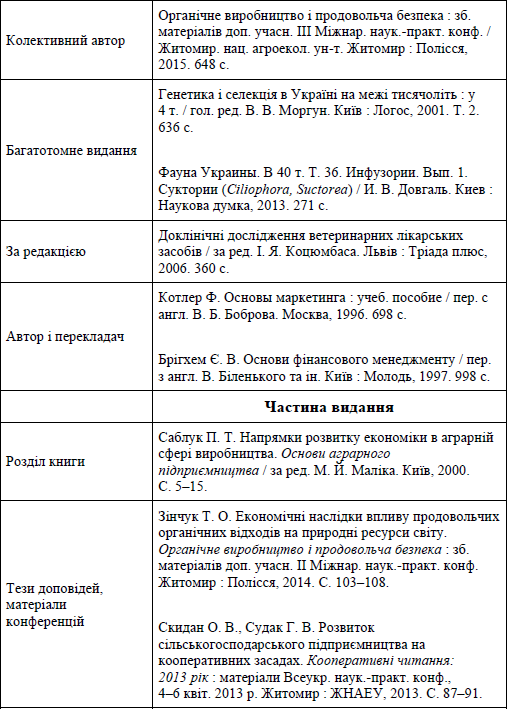 Колективний автор
Органічне виробництво і продовольча безпека : зб.
матеріалів доп. учасн. III Міжнар. наук.-практ. конф. /
Житомир. нац. агроекол. ун-т. Житомир : Полісся,
2015. 648 с.
Багатотомне видання
Генетика і селекція в Україні на межі тисячоліть : у
4 т. / гол. ред. В. В. Моргун. Київ : Логос, 2001. Т. 2.
636 с.
Фауна Украины. В 40 т. Т. 36. Инфузории. Вып. 1.
Суктории (Ciliophora, Suctorea) / И. В. Довгаль. Киев :
Наукова думка, 2013. 271 с.
За редакцією
Доклінічні дослідження ветеринарних лікарських
засобів / за ред. І. Я. Коцюмбаса. Львів : Тріада плюс,
2006. 360 с.
Автор і перекладач
Котлер Ф. Основы маркетинга : учеб. пособие / пер. с
англ. В. Б. Боброва. Москва, 1996. 698 с.
Брігхем Є. В. Основи фінансового менеджменту / пер.
з англ. В. Біленького та ін. Київ : Молодь, 1997. 998 с.
Частина видання
Розділ книги
Саблук П. Т. Напрямки розвитку економіки в аграрній
сфері виробництва. Основи аграрного
підприємництва / за ред. М. Й. Маліка. Київ, 2000.
С. 5–15.
Тези доповідей,
матеріали
конференцій
Зінчук Т. О. Економічні наслідки впливу продовольчих
органічних відходів на природні ресурси світу.
Органічне виробництво і продовольча безпека : зб.
матеріалів доп. учасн. II Міжнар. наук.-практ. конф.
Житомир : Полісся, 2014. С. 103–108.
Скидан О. В., Судак Г. В. Розвиток
сільськогосподарського підприємництва на
кооперативних засадах. Кооперативні читання:
2013 рік : матеріали Всеукр. наук.-практ. конф.,
4–6 квіт. 2013 р. Житомир : ЖНАЕУ, 2013. С. 87–91.